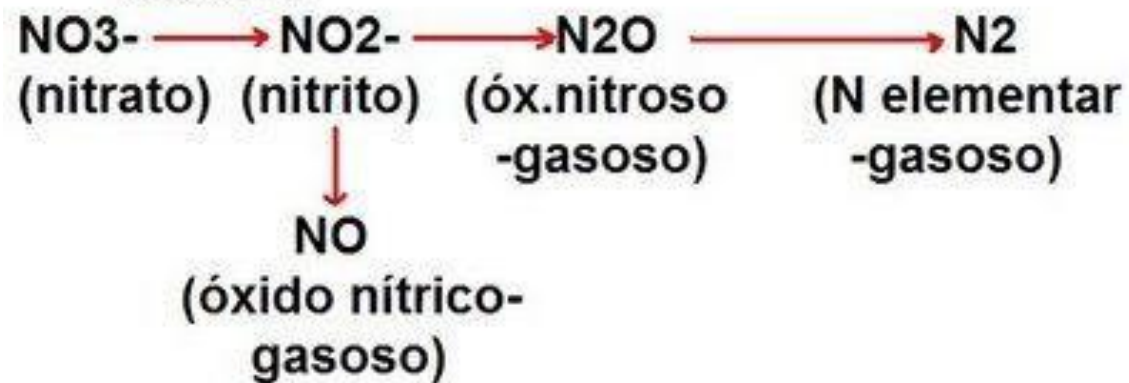 NO3- NO2- N2O N2
(nitrato) (nitrito) (óx.nitroso (N elementar
-gasoso) -gasoso)
NO
(óxido nítrico-
gasoso)